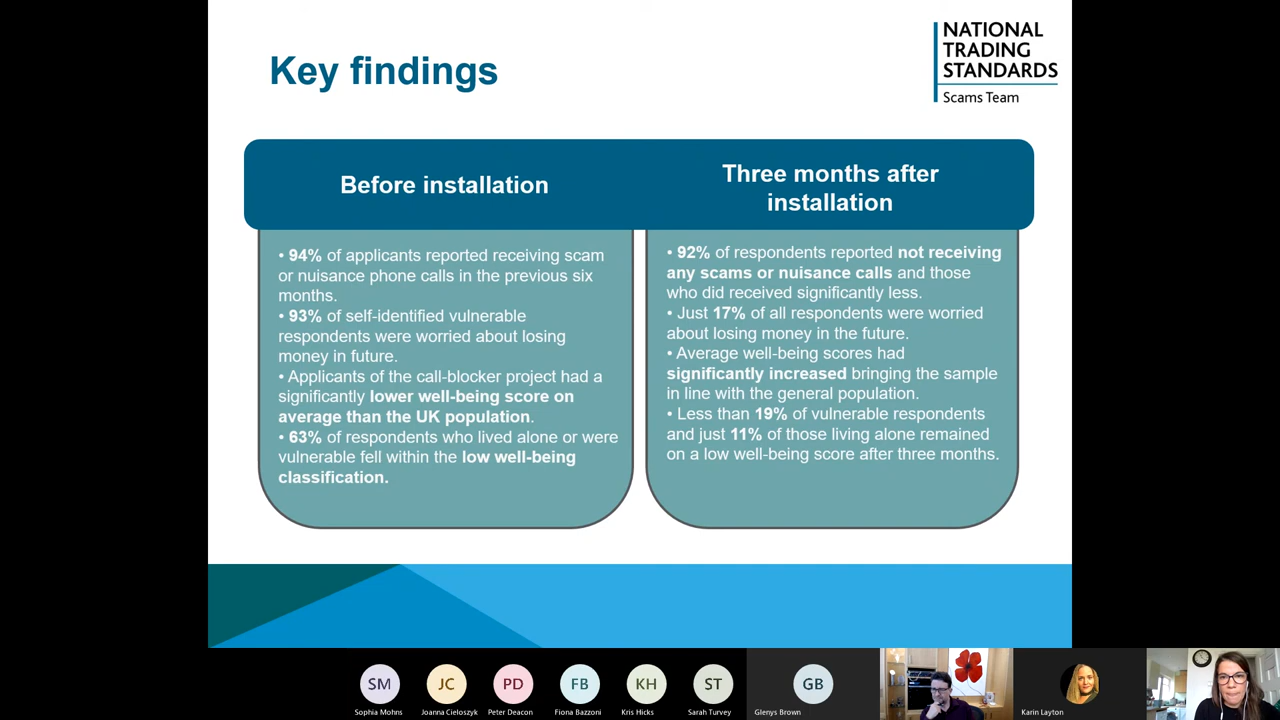 Key findings
NATIONAL
TRADING
STANDARDS
Scams Team
Before installation
Three months after
installation
• 94% of applicants reported receiving scam
or nuisance phone calls in the previous six
months.
• 93% of self-identified vulnerable
respondents were worried about losing
money in future.
• Applicants of the call-blocker project had a
significantly lower well-being score on
average than the UK population.
• 63% of respondents who lived alone or were
vulnerable fell within the low well-being
classification.
• 92% of respondents reported not receiving
any scams or nuisance calls and those
who did received significantly less.
• Just 17% of all respondents were worried
about losing money in the future.
• Average well-being scores had
significantly increased bringing the sample
in line with the general population.
• Less than 19% of vulnerable respondents
and just 11% of those living alone remained
on a low well-being score after three months.
SM
JC
PD
FB
KH
ST
GB
Sophia Mohns
Joanna Cieloszyk
Peter Deacon
Fiona Bazzoni
Kris Hicks
Sarah Turvey
Glenys Brown
Karin Layton